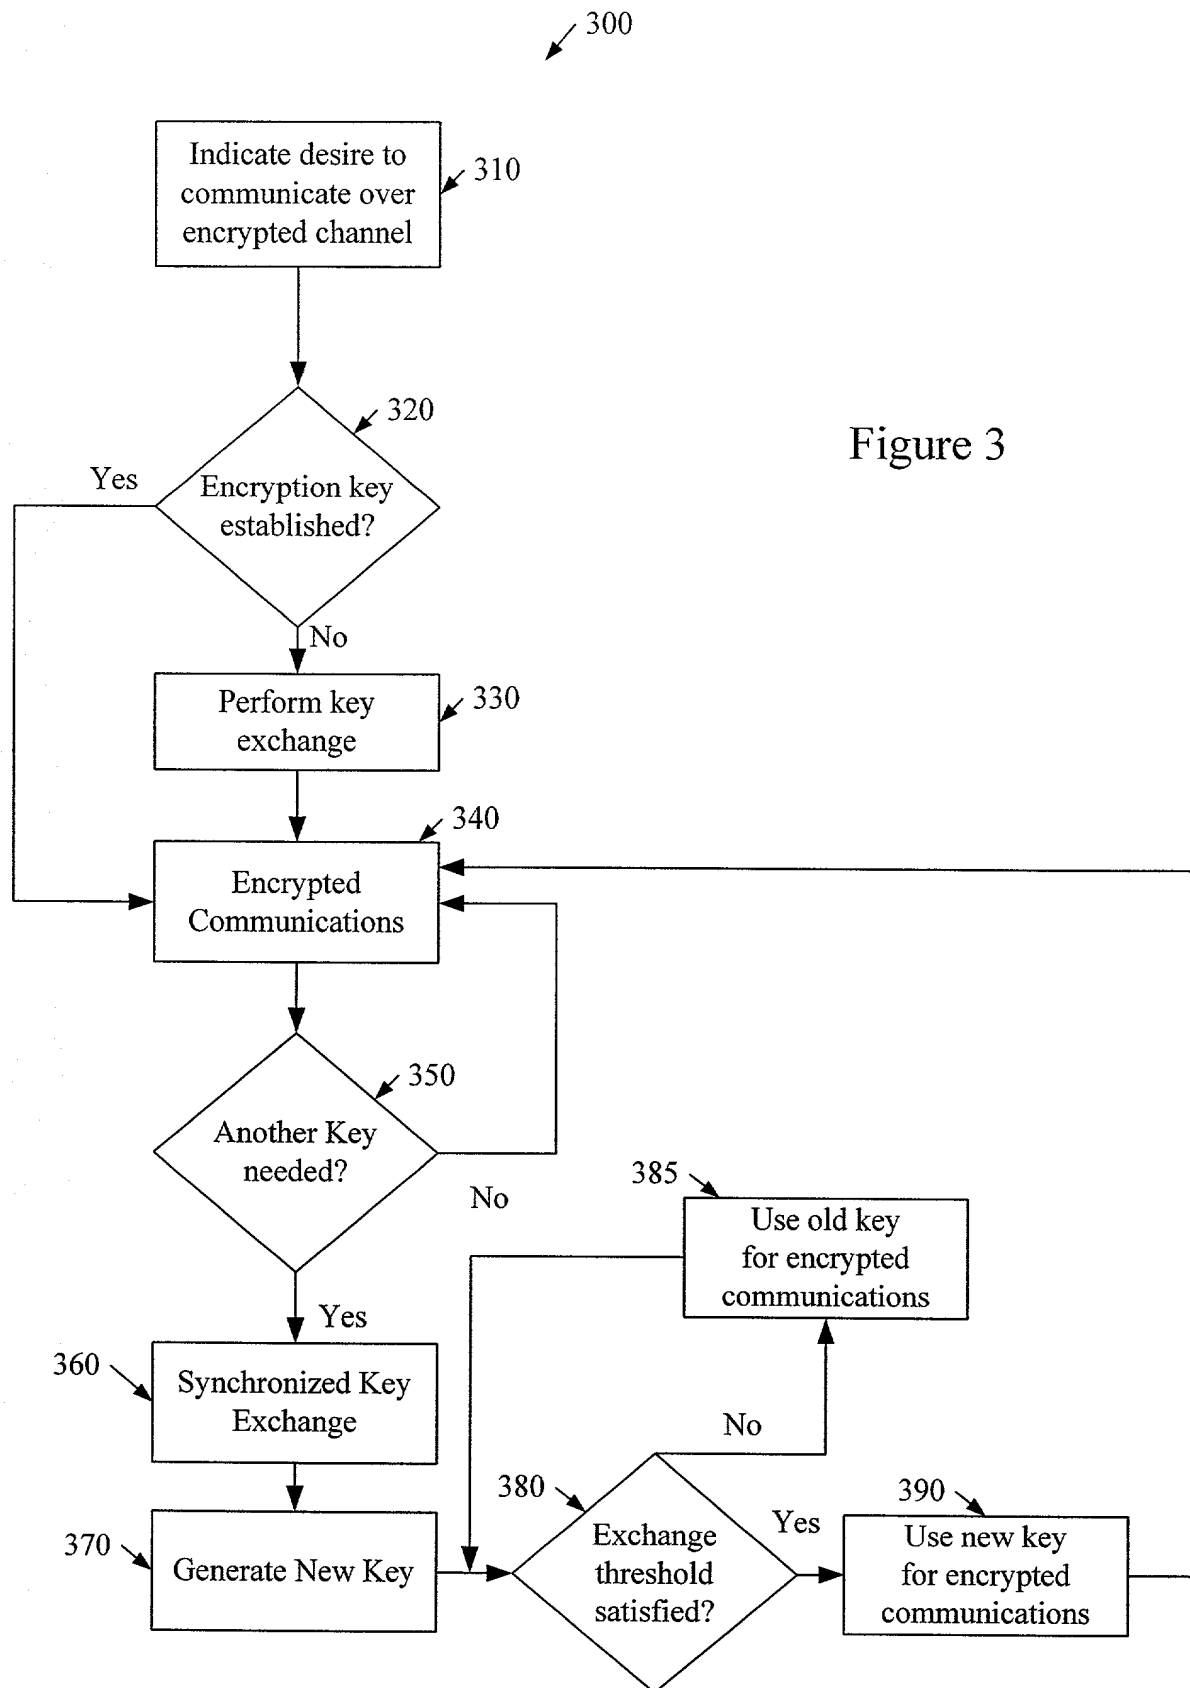 300
Indicate desire to
communicate over
encrypted channel
310
320
Figure 3
Yes
Encryption key
established?
No
Perform key
exchange
330
340
Encrypted
Communications
350
Another Key
needed?
No
385
Use old key
for encrypted
communications
Yes
360
Synchronized Key
Exchange
No
380
390
370
Generate New Key
Exchange
threshold
satisfied?
Yes
Use new key
for encrypted
communications